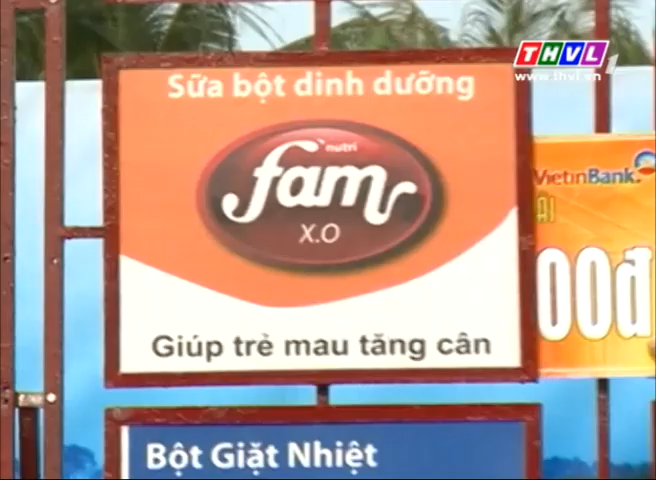 THVL1
www.thvl.vn
Sữa bột dinh dưỡng
nutri
fam
X.O
Giúp trẻ mau tăng cân
VietinBank
00đ
Bột Giặt Nhiệt